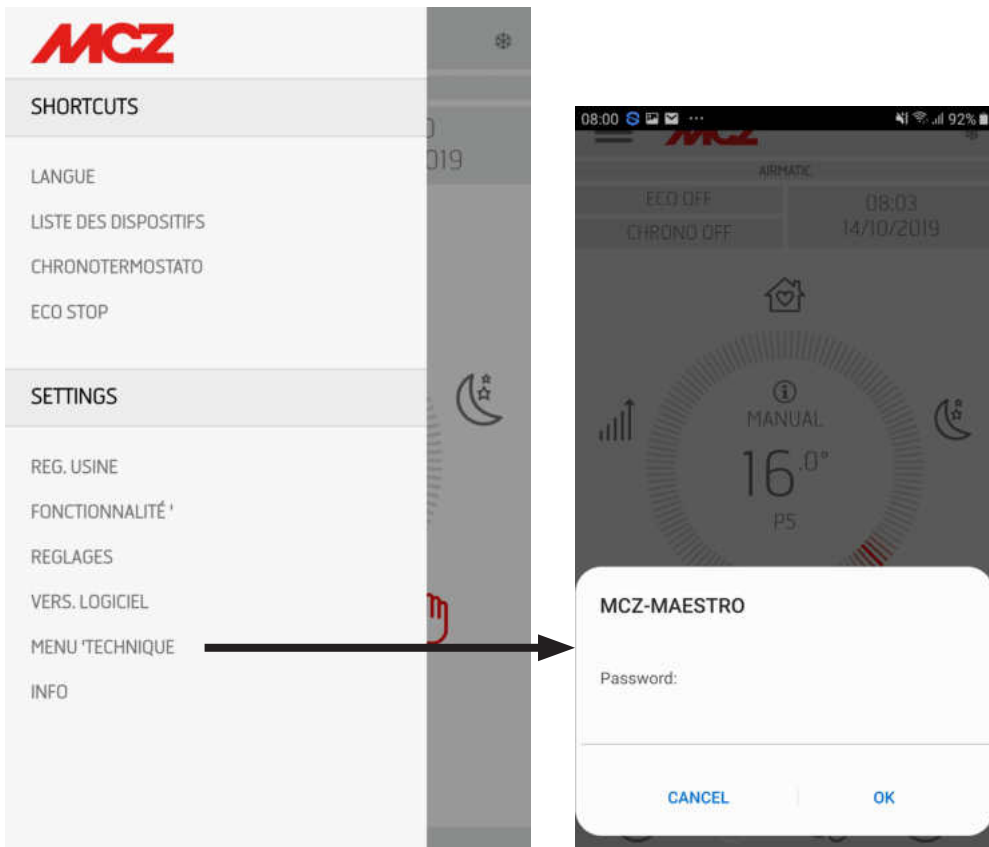 MCZ
SHORTCUTS
LANGUE
LISTE DES DISPOSITIFS
CHRONOTERMOSTATO
ECO STOP
SETTINGS
REG. USINE
FONCTIONNALITÉ '
REGLAGES
VERS. LOGICIEL
MENU 'TECHNIQUE
INFO
019
08:00 ... 92%
MCZ
AIRMATIC
ECO OFF
CHRONO OFF
08:03
14/10/2019
MANUAL
16.0°
P5
MCZ-MAESTRO
Password:
CANCEL OK